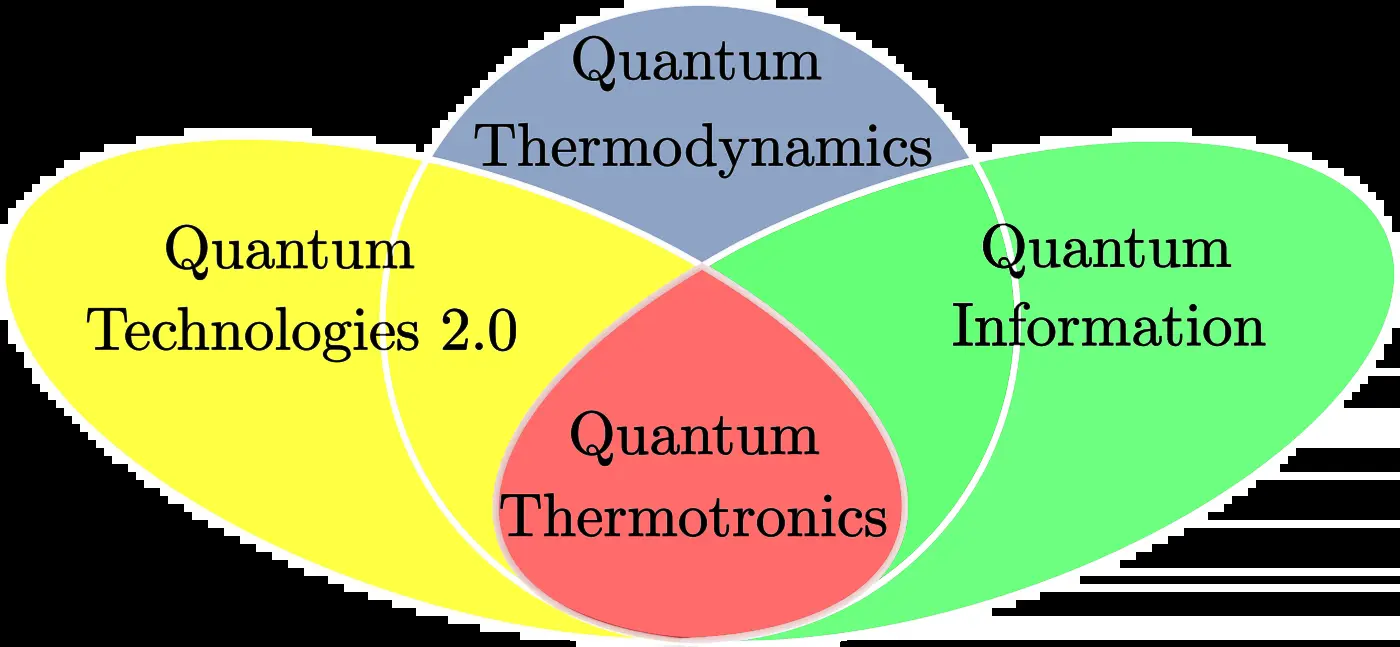 Quantum
Thermodynamics
Quantum
Technologies 2.0
Quantum
Information
Quantum
Thermotronics